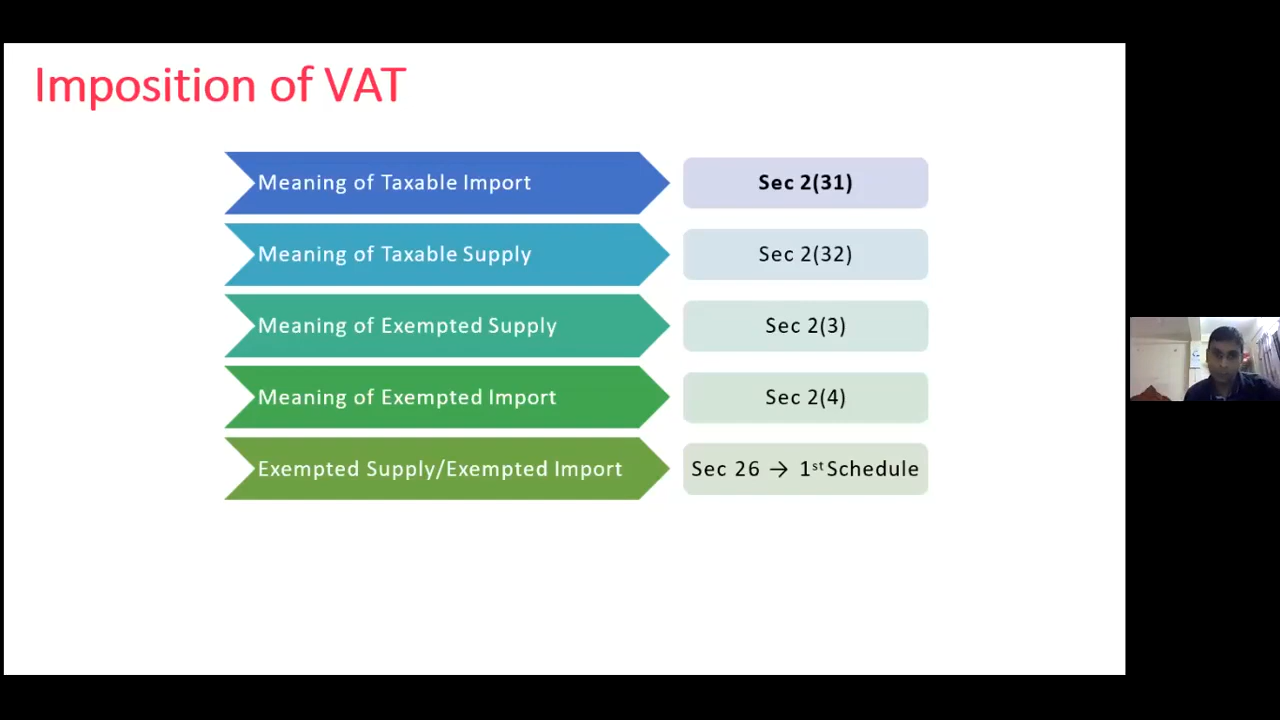 Imposition of VAT
Meaning of Taxable Import
Sec 2(31)
Meaning of Taxable Supply
Sec 2(32)
Meaning of Exempted Supply
Sec 2(3)
Meaning of Exempted Import
Sec 2(4)
Exempted Supply/Exempted Import
Sec 26 → 1st Schedule